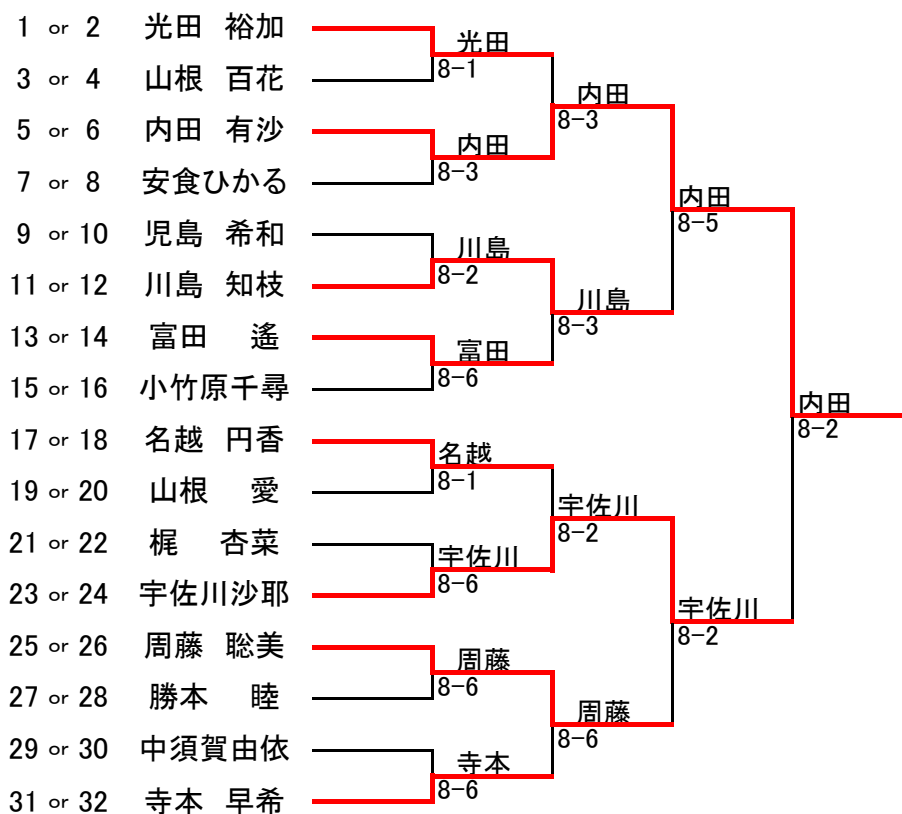 1 or 2 光田 裕加
3 or 4 山根 百花
5 or 6 内田 有沙
7 or 8 安食ひかる
9 or 10 児島 希和
11 or 12 川島 知枝
13 or 14 富田 遙
15 or 16 小竹原千尋
17 or 18 名越 円香
19 or 20 山根 愛
21 or 22 梶 杏菜
23 or 24 宇佐川沙耶
25 or 26 周藤 聡美
27 or 28 勝本 睦
29 or 30 中須賀由依
31 or 32 寺本 早希
光田
8-1
内田
8-3
川島
8-2
富田
8-6
名越
8-1
宇佐川
8-6
周藤
8-6
寺本
8-6
内田
8-3
川島
8-3
宇佐川
8-2
周藤
8-6
内田
8-5
宇佐川
8-2
内田
8-2